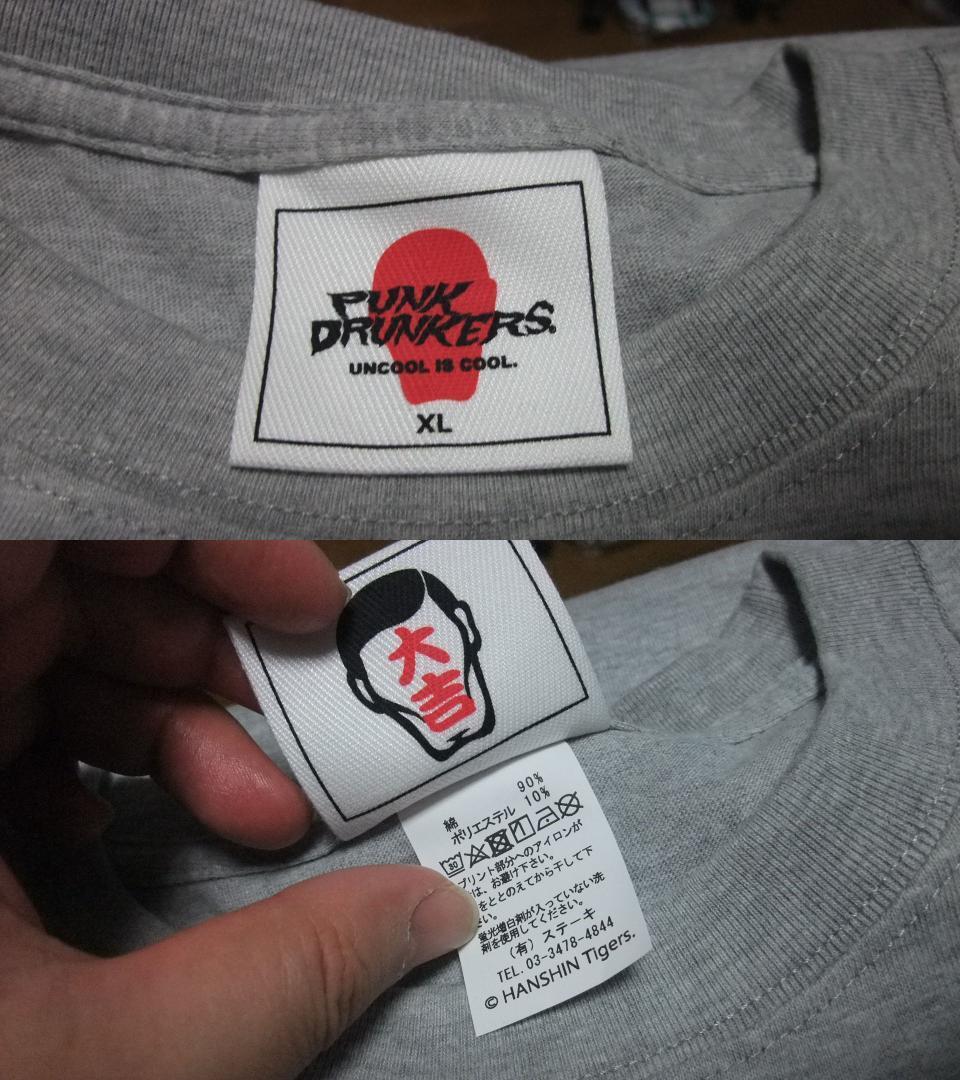 PUNK
DRUNKERS.
UNCOOL IS COOL.
XL
大
吉
綿 90%
ポリエステル 10%
30
プリント部分へのアイロンが
は、お避け下さい。
をととのえてから干して下
さい。
蛍光増白剤が入っていない洗
剤を使用してください。
(有) ステーキ
TEL. 03-3478-4844
© HANSHIN Tigers.